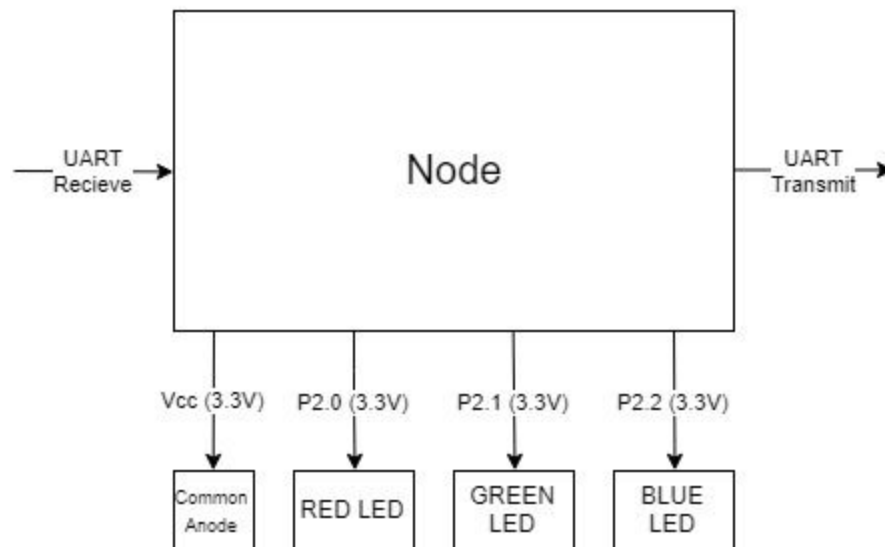 Node
UART
Recieve
UART
Transmit
Vcc (3.3V)
P2.0 (3.3V)
P2.1 (3.3V)
P2.2 (3.3V)
Common
Anode
RED LED
GREEN
LED
BLUE
LED